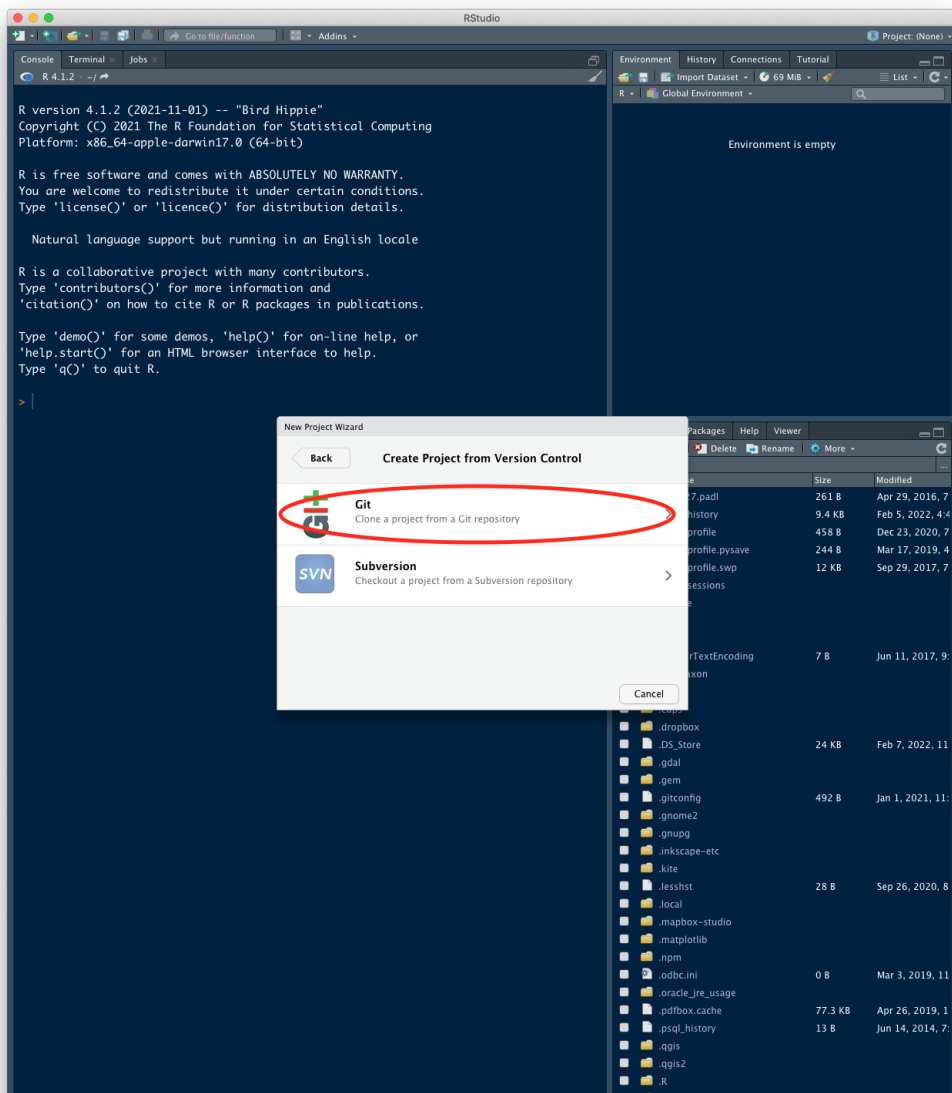 RStudio
Go to file/function
Addins
Project: (None)
Console Terminal Jobs
R 4.1.2 · ~/
R version 4.1.2 (2021-11-01) -- "Bird Hippie"
Copyright (C) 2021 The R Foundation for Statistical Computing
Platform: x86_64-apple-darwin17.0 (64-bit)
R is free software and comes with ABSOLUTELY NO WARRANTY.
You are welcome to redistribute it under certain conditions.
Type 'license()' or 'licence()' for distribution details.
Natural language support but running in an English locale
R is a collaborative project with many contributors.
Type 'contributors()' for more information and
'citation()' on how to cite R or R packages in publications.
Type 'demo()' for some demos, 'help()' for on-line help, or
'help.start()' for an HTML browser interface to help.
Type 'q()' to quit R.
>
Environment History Connections Tutorial
Import Dataset 69 MiB List
R Global Environment
Environment is empty
New Project Wizard
Back Create Project from Version Control
git
Git
Clone a project from a Git repository
SVN
Subversion
Checkout a project from a Subversion repository
Cancel
Packages Help Viewer
Delete Rename More
...
e Size Modified
27.padl 261 B Apr 29, 2016, 7
history 9.4 KB Feb 5, 2022, 4:4
profile 458 B Dec 23, 2020, 7
profile.pysave 244 B Mar 17, 2019, 4
profile.swp 12 KB Sep 29, 2017, 7
sessions
e
rTextEncoding 7 B Jun 11, 2017, 9:
xon
.cups
.dropbox
.DS_Store 24 KB Feb 7, 2022, 11
.gdal
.gem
.gitconfig 492 B Jan 1, 2021, 11:
.gnome2
.gnupg
.inkscape-etc
.kite
.lesshst 28 B Sep 26, 2020, 8
.local
.mapbox-studio
.matplotlib
.npm
.odbc.ini 0 B Mar 3, 2019, 11
.oracle_jre_usage
.pdfbox.cache 77.3 KB Apr 26, 2019, 1
.psql_history 13 B Jun 14, 2014, 7:
.qgis
.qgis2
.R